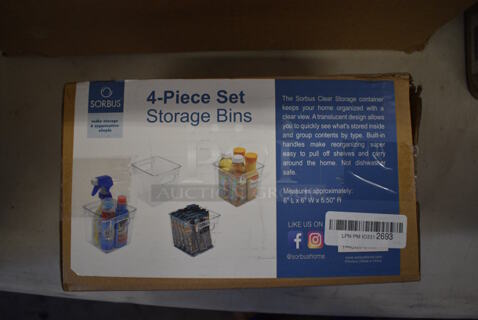 SORBUS
make storage
& organization
simple
4-Piece Set
Storage Bins
The Sorbus Clear Storage container
keeps your home organized with a
clear view. A translucent design allows
you to quickly see what's stored inside
and group contents by type. Built-in
handles make reorganizing super
easy to pull off shelves and carry
around the home. Not dishwasher
safe.
Measures approximately:
6" L x 6" W x 5.50" H
LIKE US ON
@sorbushome
2693